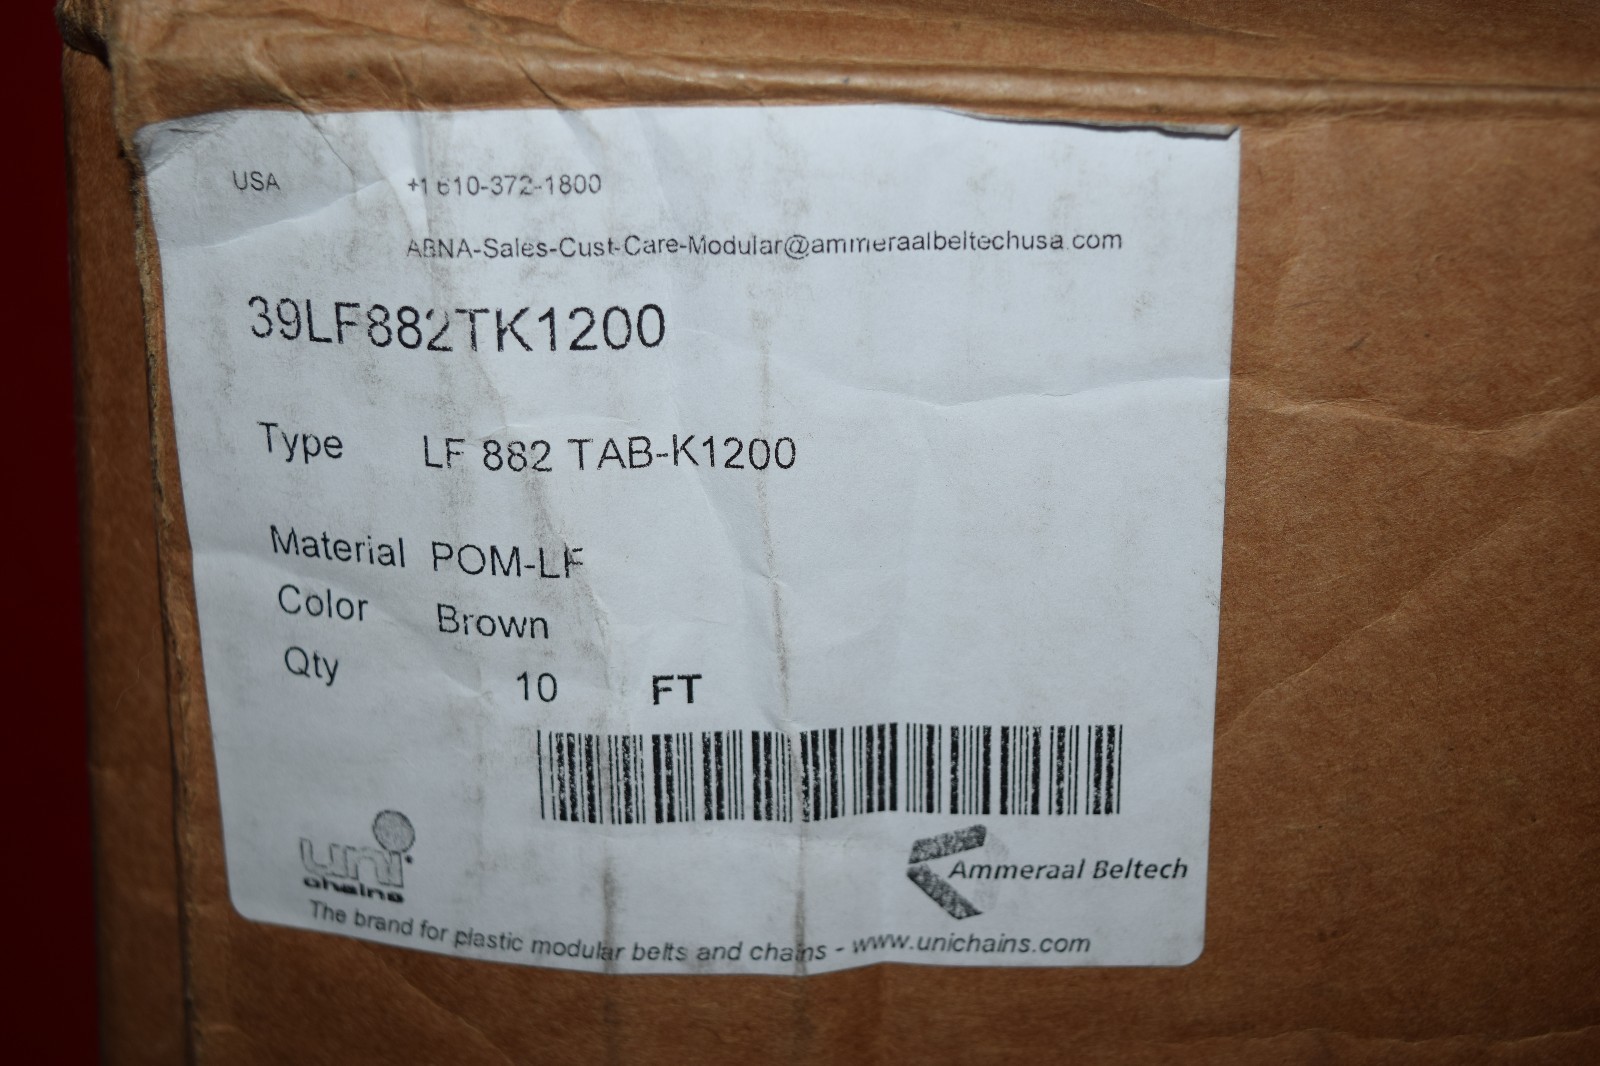 USA +1 610-372-1800
ABNA-Sales-Cust-Care-Modular@ammeraalbeltechusa.com
39LF882TK1200
Type LF 882 TAB-K1200
Material POM-LF
Color Brown
Qty 10 FT
uni chains
Ammeraal Beltech
The brand for plastic modular belts and chains - www.unichains.com